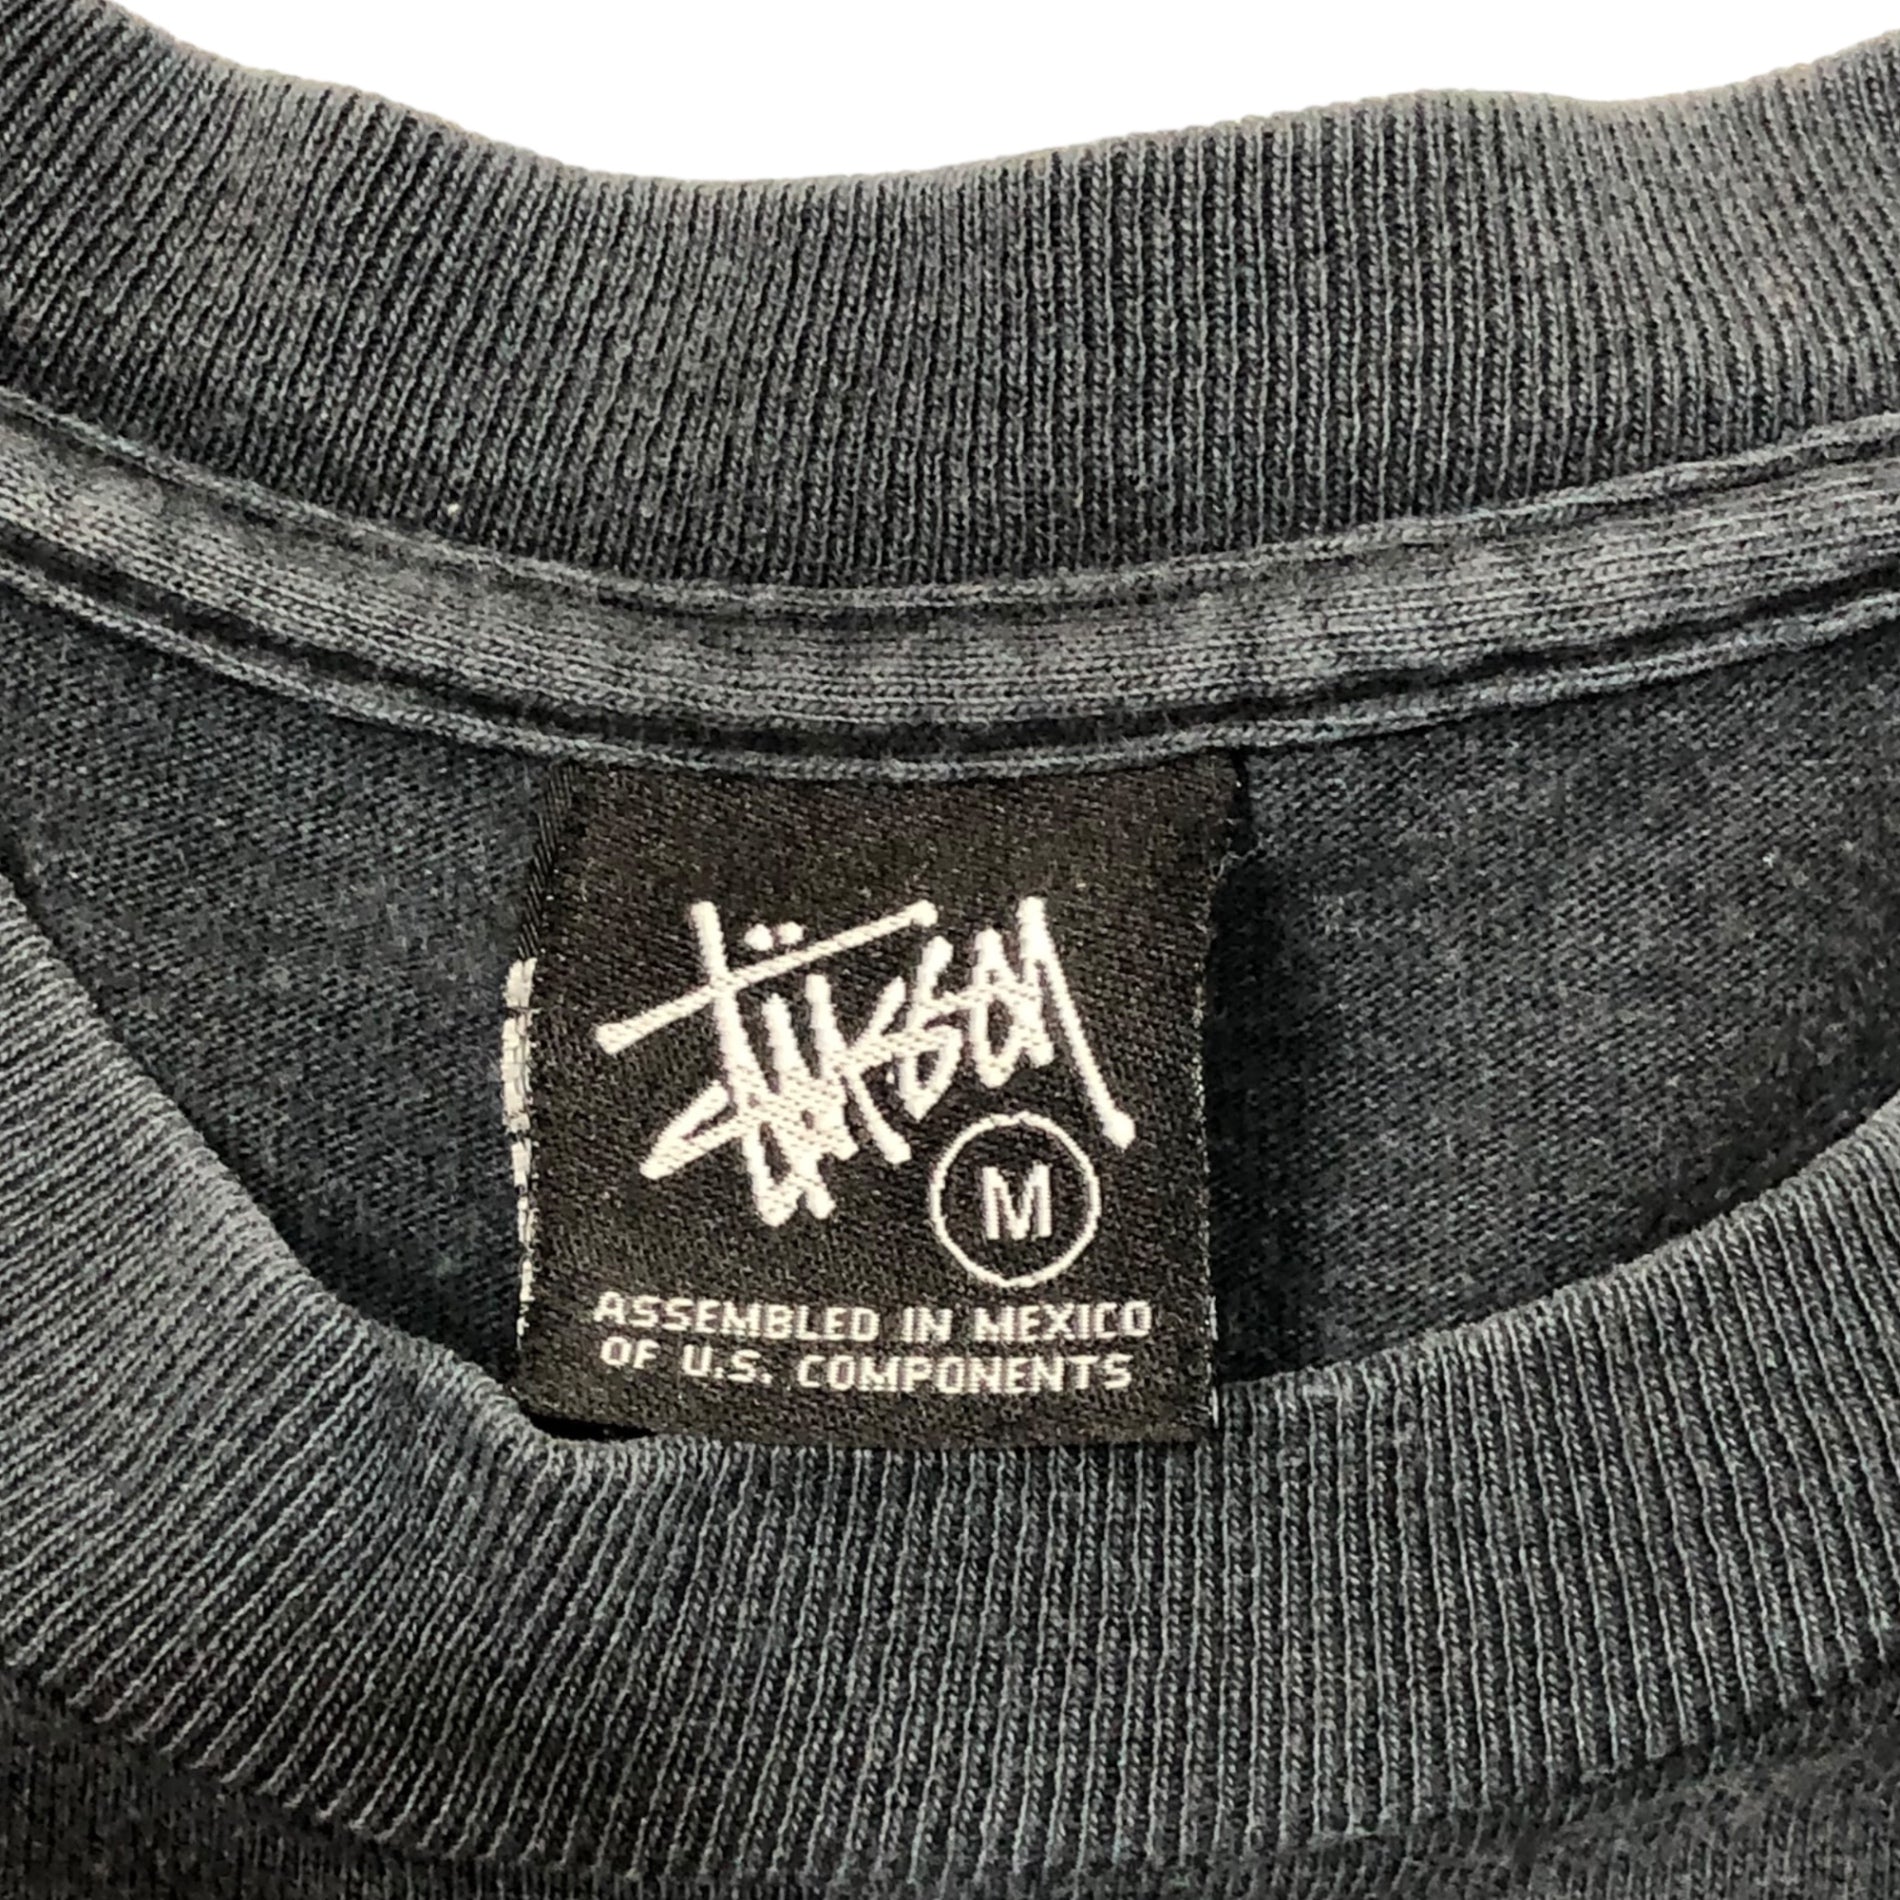 Stüssy
M
ASSEMBLED IN MEXICO
OF U.S. COMPONENTS